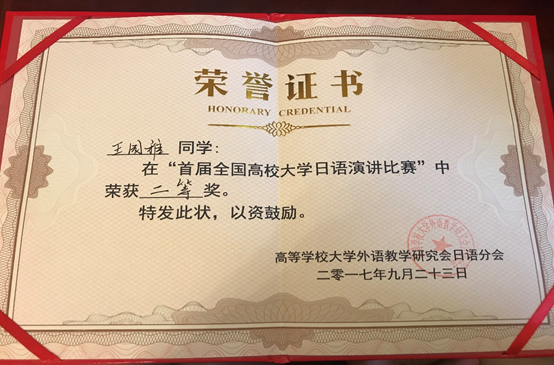 荣誉证书
HONORARY CREDENTIAL
王国雅 同学:
在“首届全国高校大学日语演讲比赛”中
荣获 二等 奖。
特发此状，以资鼓励。
高等学校大学外语教学研究会日语分会
二零一七年九月二十三日